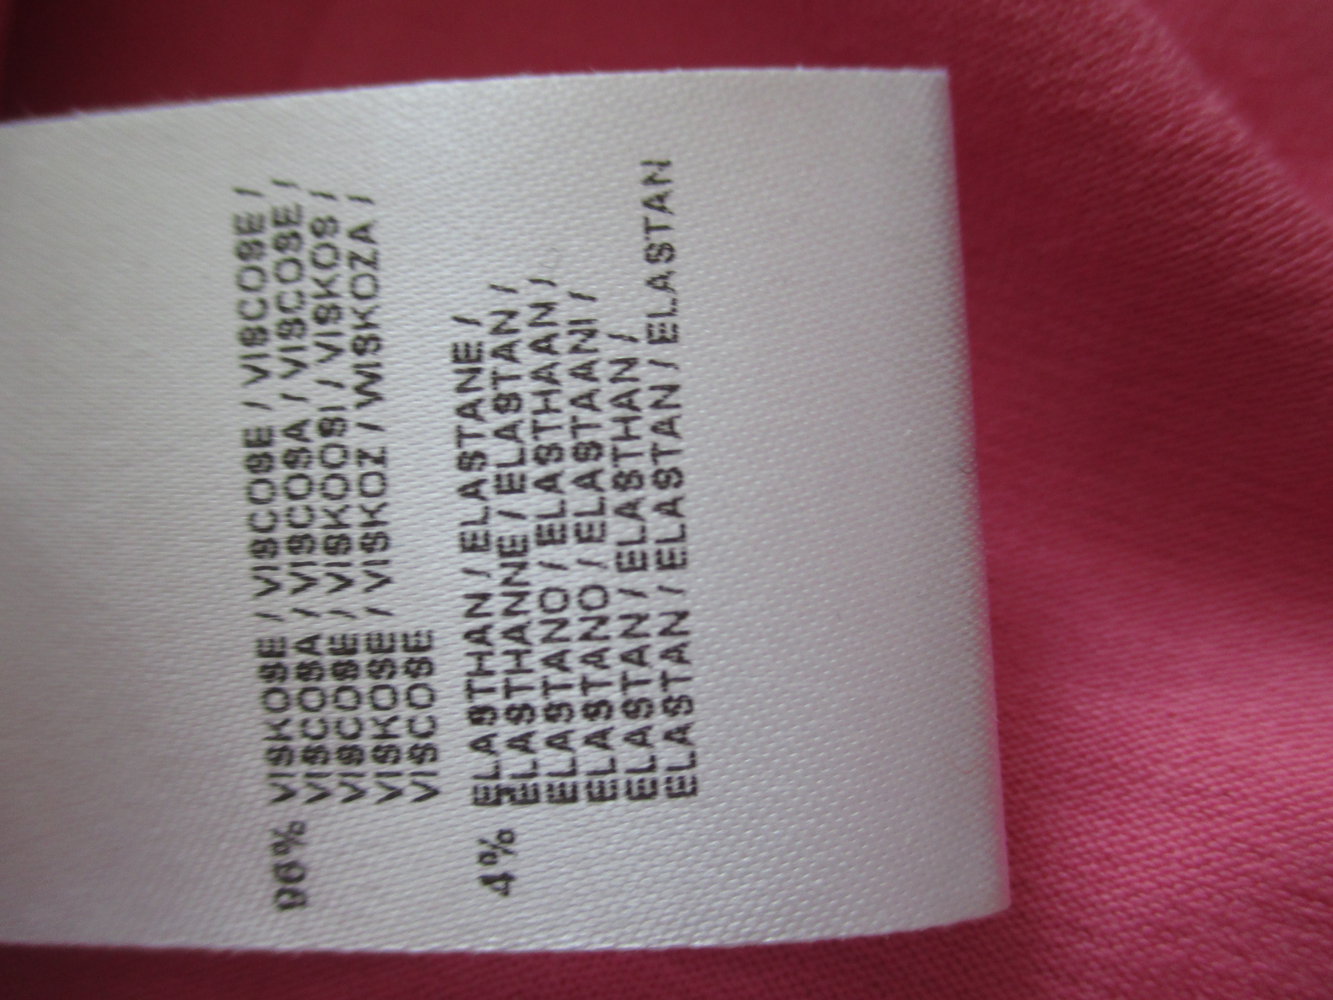 96% VISKOSE / VISCOSE / VISCOSE /
VISCOSA / VISCOSA / VISCOSE /
VISCOSE / VISKOOSI / VISKOS /
VISKOSE / VISKOZ / WISKOZA /
VISCOSE
4% ELASTHAN / ELASTANE /
ELASTHANNE / ELASTAN /
ELASTANO / ELASTHAAN /
ELASTANO / ELASTAANI /
ELASTAN / ELASTHAN /
ELASTAN / ELASTAN / ELASTAN